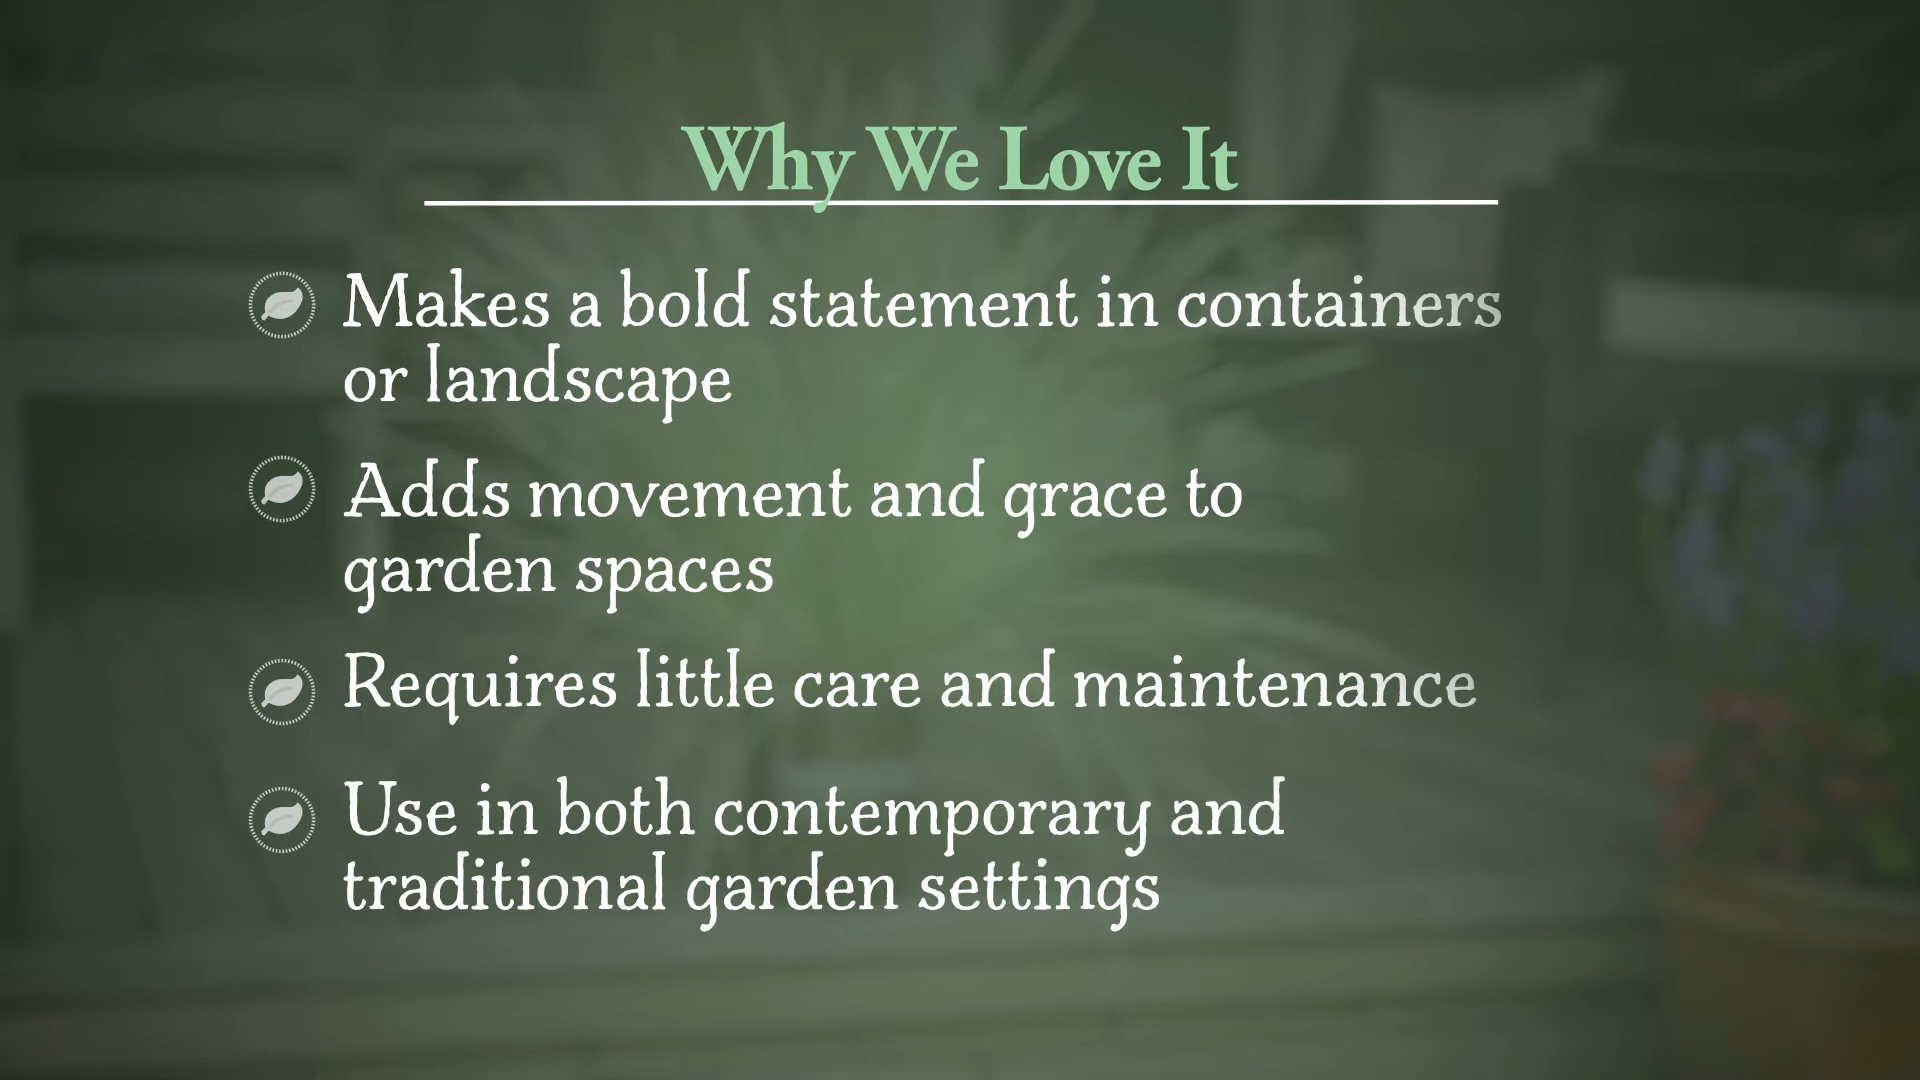 Why We Love It
Makes a bold statement in containers
or landscape
Adds movement and grace to
garden spaces
Requires little care and maintenance
Use in both contemporary and
traditional garden settings